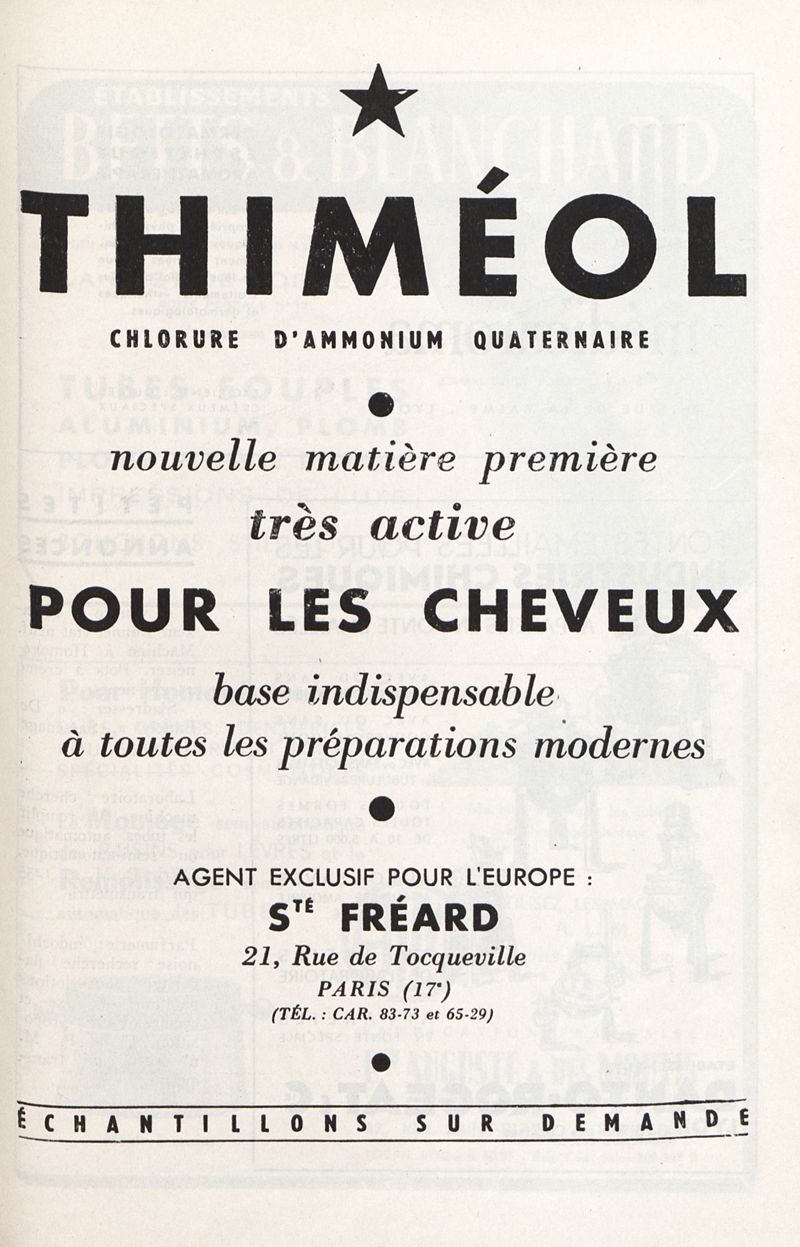 THIMÉOL
CHLORURE D'AMMONIUM QUATERNAIRE
nouvelle matière première
très active
POUR LES CHEVEUX
base indispensable
à toutes les préparations modernes
AGENT EXCLUSIF POUR L'EUROPE :
STÉ FRÉARD
21, Rue de Tocqueville
PARIS (17e)
(TÉL. : CAR. 83-73 et 65-29)
ÉCHANTILLONS SUR DEMANDE